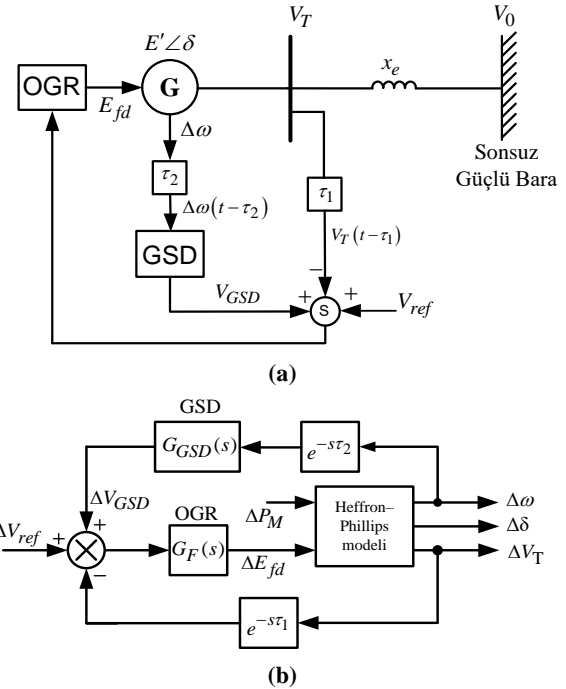 V_T
V_0
E'∠δ
x_e
OGR
G
E_fd
Δω
Sonsuz
Güçlü Bara
τ_2
τ_1
Δω(t−τ_2)
V_T(t−τ_1)
GSD
−
V_GSD
+
S
+
V_ref
(a)
GSD
G_GSD(s)
e^−sτ_2
ΔV_GSD
OGR
ΔP_M
Heffron–
Phillips
modeli
Δω
Δδ
ΔV_T
ΔV_ref
+
+
−
G_F(s)
ΔE_fd
e^−sτ_1
(b)